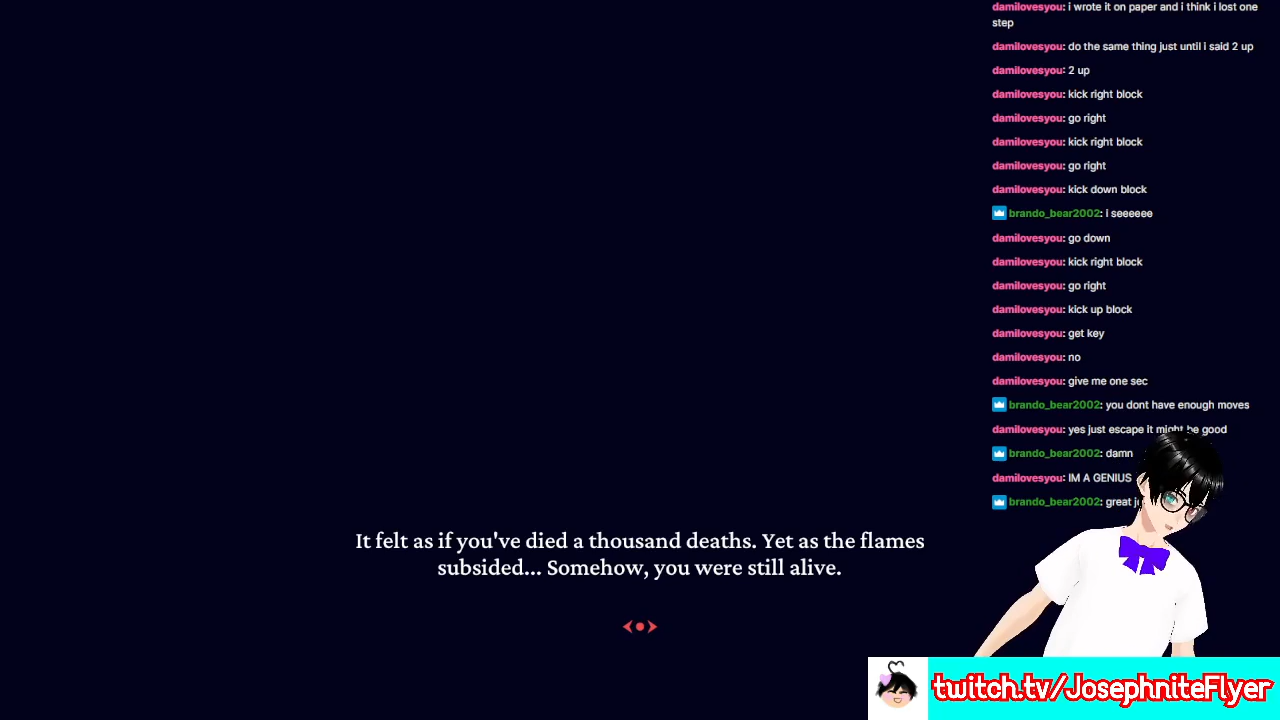 damilovesyou: i wrote it on paper and i think i lost one
step
damilovesyou: do the same thing just until i said 2 up
damilovesyou: 2 up
damilovesyou: kick right block
damilovesyou: go right
damilovesyou: kick right block
damilovesyou: go right
damilovesyou: kick down block
brando_bear2002: i seeeeee
damilovesyou: go down
damilovesyou: kick right block
damilovesyou: go right
damilovesyou: kick up block
damilovesyou: get key
damilovesyou: no
damilovesyou: give me one sec
brando_bear2002: you dont have enough moves
damilovesyou: yes just escape it might be good
brando_bear2002: damn
damilovesyou: IM A GENIUS
brando_bear2002: great
It felt as if you've died a thousand deaths. Yet as the flames
subsided... Somehow, you were still alive.
twitch.tv/JosephniteFlyer